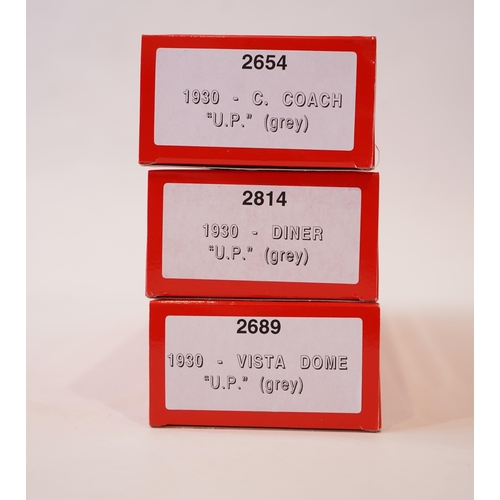 2654
1930 - C. COACH
"U.P." (grey)
2814
1930 - DINER
"U.P." (grey)
2689
1930 - VISTA DOME
"U.P." (grey)